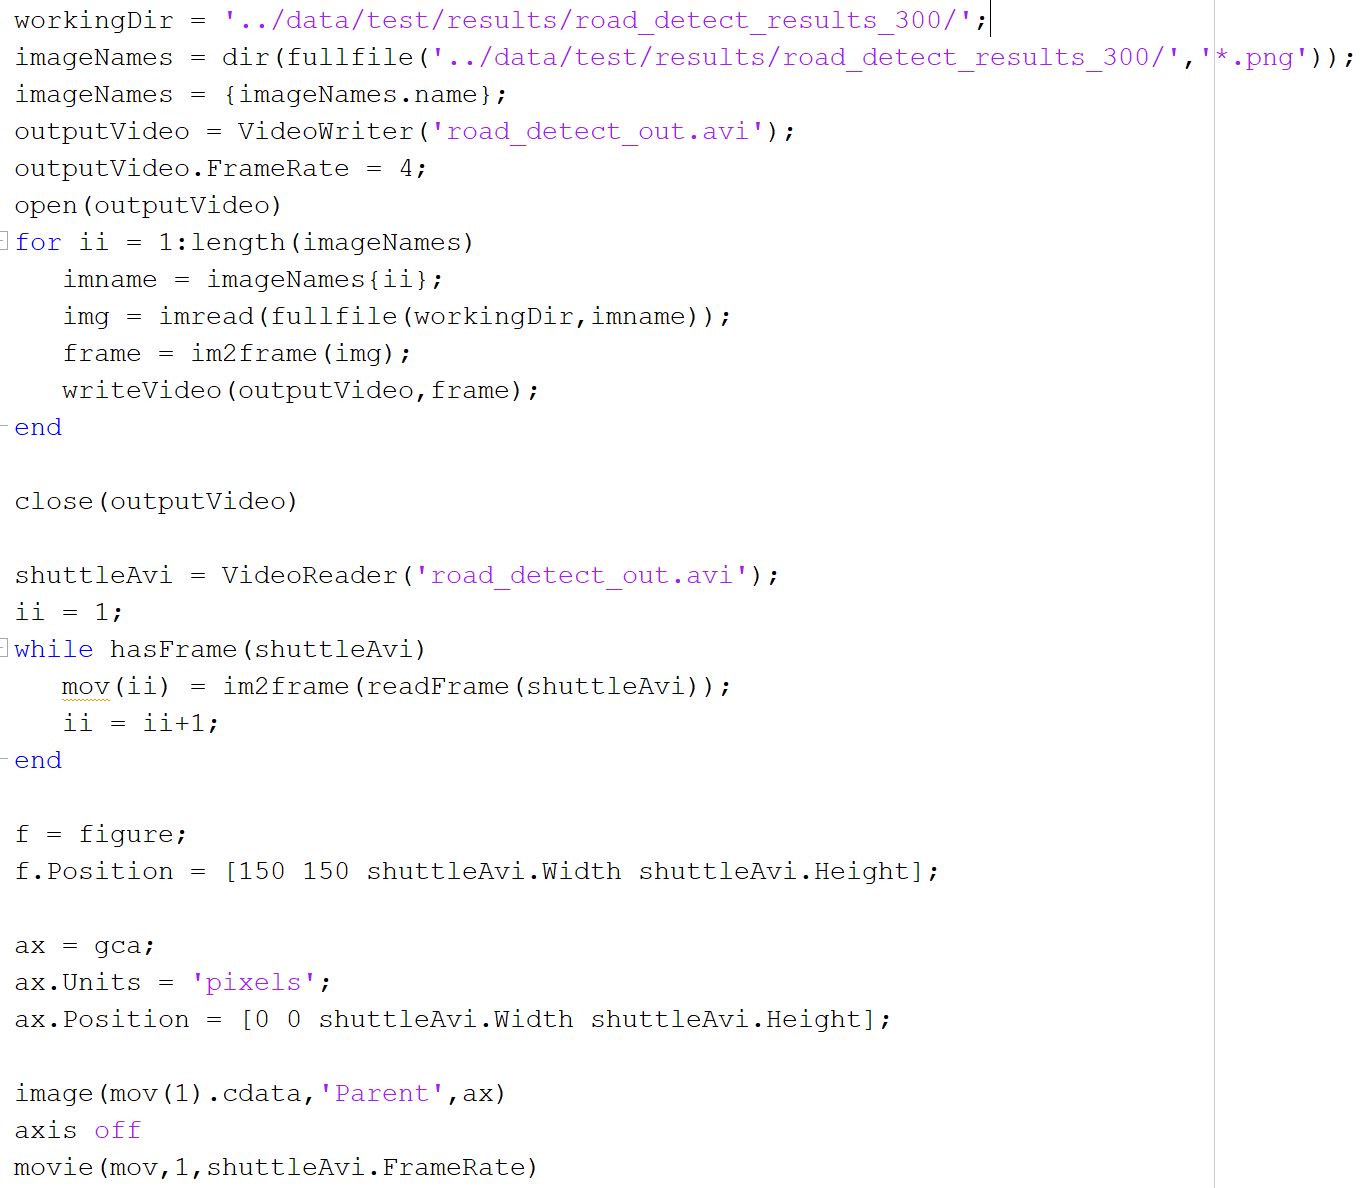 workingDir = '../data/test/results/road_detect_results_300/';
imageNames = dir(fullfile('../data/test/results/road_detect_results_300/','*.png'));
imageNames = {imageNames.name};
outputVideo = VideoWriter('road_detect_out.avi');
outputVideo.FrameRate = 4;
open(outputVideo)
for ii = 1:length(imageNames)
   imname = imageNames{ii};
   img = imread(fullfile(workingDir,imname));
   frame = im2frame(img);
   writeVideo(outputVideo,frame);
end
close(outputVideo)
shuttleAvi = VideoReader('road_detect_out.avi');
ii = 1;
while hasFrame(shuttleAvi)
   mov(ii) = im2frame(readFrame(shuttleAvi));
   ii = ii+1;
end
f = figure;
f.Position = [150 150 shuttleAvi.Width shuttleAvi.Height];
ax = gca;
ax.Units = 'pixels';
ax.Position = [0 0 shuttleAvi.Width shuttleAvi.Height];
image(mov(1).cdata,'Parent',ax)
axis off
movie(mov,1,shuttleAvi.FrameRate)